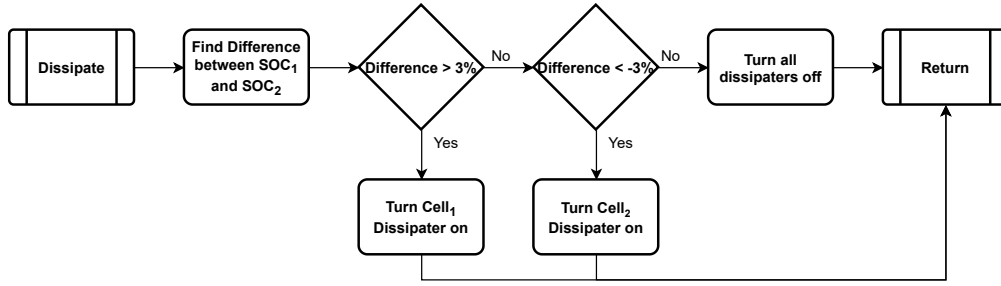 Dissipate
Find Difference
between SOC₁
and SOC₂
Difference > 3%
No
Difference < -3%
No
Turn all
dissipaters off
Return
Yes
Yes
Turn Cell₁
Dissipater on
Turn Cell₂
Dissipater on